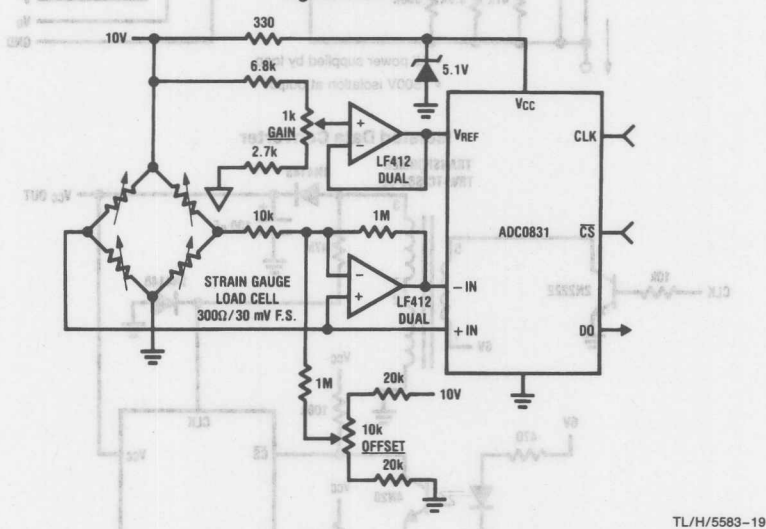 330
10V
6.8k
5.1V
1k
GAIN
VCC
VREF
CLK
2.7k
LF412
DUAL
10k
1M
ADC0831
CS
STRAIN GAUGE
LOAD CELL
300Ω/30 mV F.S.
LF412
DUAL
−IN
+IN
DO
1M
20k
10V
10k
OFFSET
20k
TL/H/5583–19